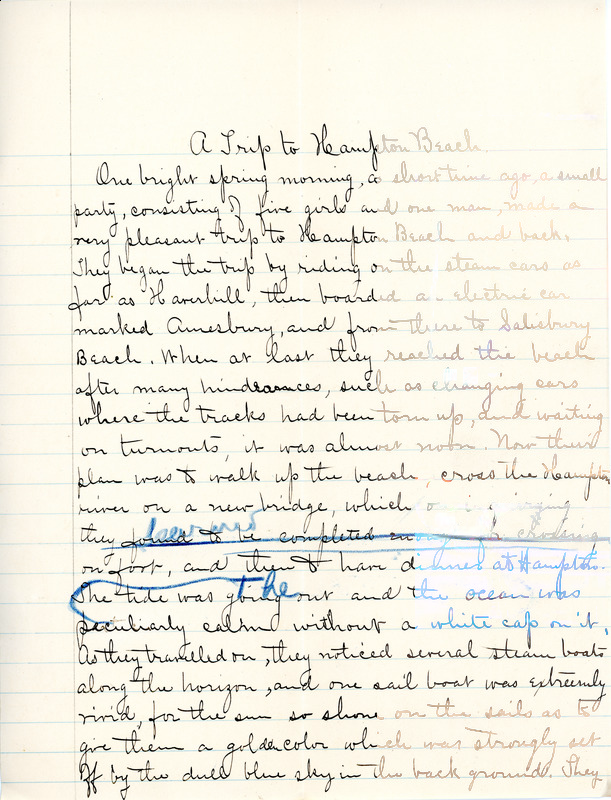 A Trip to Hampton Beach.
One bright spring morning, a short time ago, a small
party, consisting of five girls and one man, made a
very pleasant trip to Hampton Beach and back.
They began the trip by riding on the steam cars as
far as Haverhill, then boarded a electric car
marked Amesbury, and from there to Salisbury
Beach. When at last they reached the beach
after many hinderances, such as changing cars
where the tracks had been torn up, and waiting
on turnouts, it was almost noon. Now their
plan was to walk up the beach, cross the Hampton
river on a new bridge, which on inquiring
learned
they found to be completed enough for crossing
on foot, and then to have dinner at Hampton.
The
The tide was going out and the ocean was
peculiarly calm without a white cap on it.
As they travelled on, they noticed several steam boats
along the horizon, and one sail boat was extremely
vivid, for the sun so shone on the sails as to
give them a golden color which was strongly set
off by the dull blue sky in the back ground. They